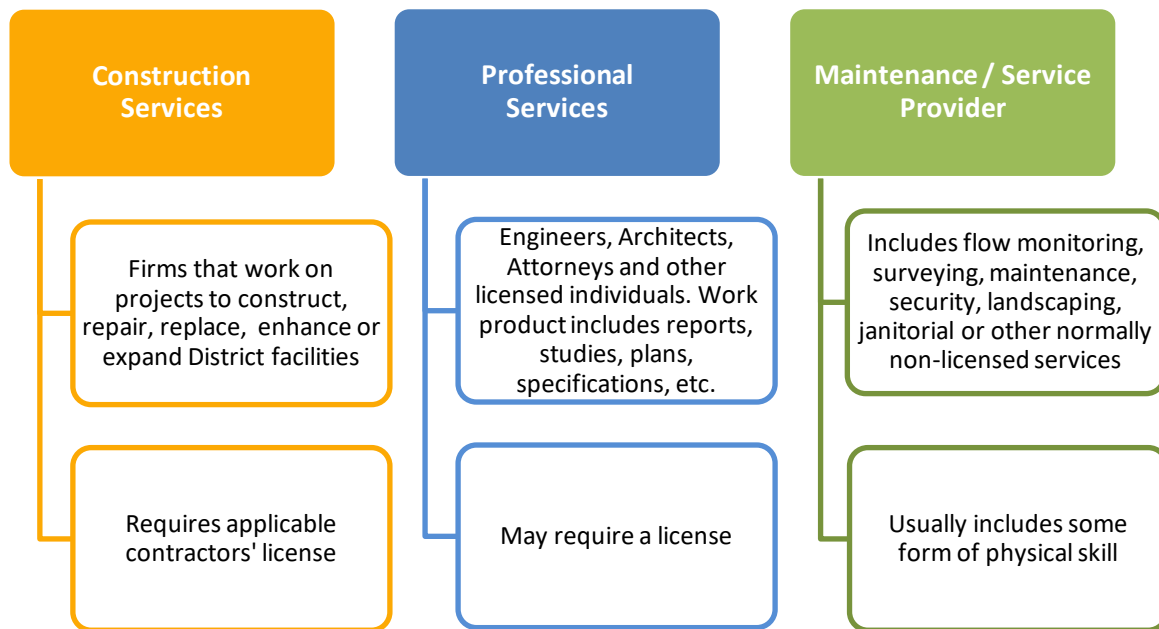 Construction
Services
Firms that work on
projects to construct,
repair, replace, enhance or
expand District facilities
Requires applicable
contractors' license
Professional
Services
Engineers, Architects,
Attorneys and other
licensed individuals. Work
product includes reports,
studies, plans,
specifications, etc.
May require a license
Maintenance / Service
Provider
Includes flow monitoring,
surveying, maintenance,
security, landscaping,
janitorial or other normally
non-licensed services
Usually includes some
form of physical skill